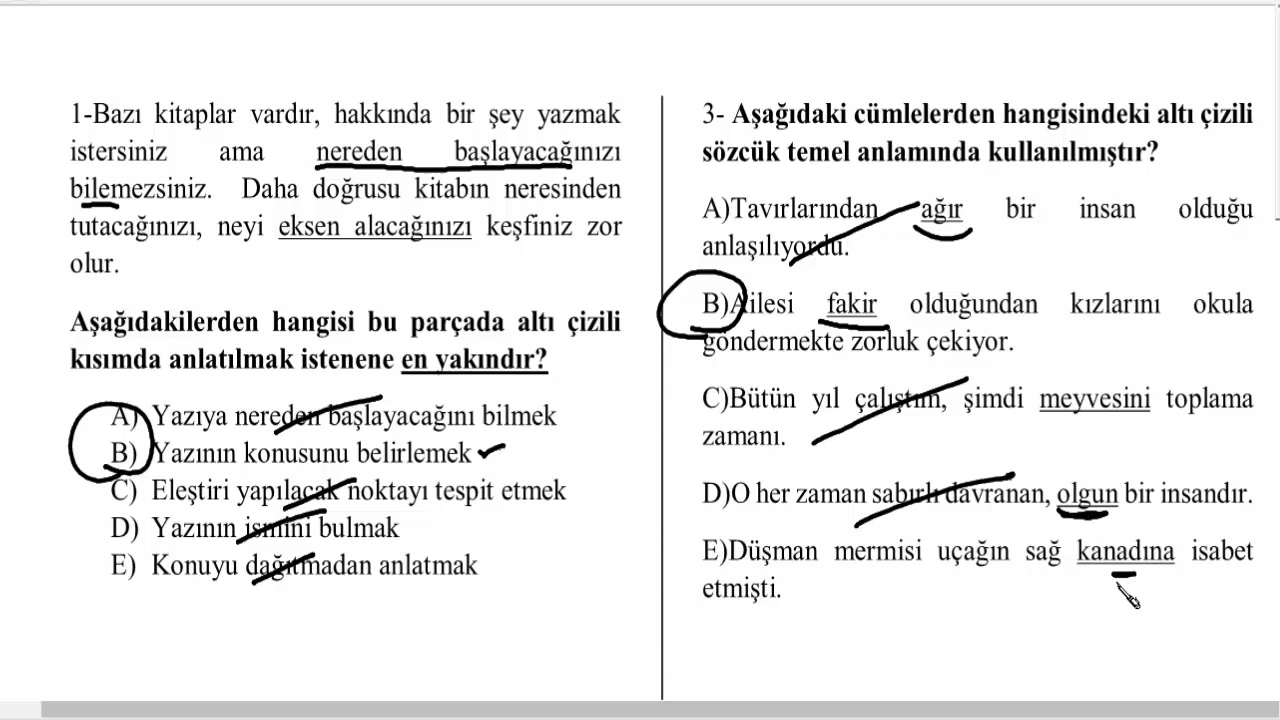 1-Bazı kitaplar vardır, hakkında bir şey yazmak
istersiniz ama nereden başlayacağınızı
bilemezsiniz. Daha doğrusu kitabın neresinden
tutacağınızı, neyi eksen alacağınızı keşfiniz zor
olur.
Aşağıdakilerden hangisi bu parçada altı çizili
kısımda anlatılmak istenene en yakındır?
A) Yazıya nereden başlayacağını bilmek
B) Yazının konusunu belirlemek
C) Eleştiri yapılacak noktayı tespit etmek
D) Yazının ismini bulmak
E) Konuyu dağıtmadan anlatmak
3- Aşağıdaki cümlelerden hangisindeki altı çizili
sözcük temel anlamında kullanılmıştır?
A)Tavırlarından ağır bir insan olduğu
anlaşılıyordu.
B)Ailesi fakir olduğundan kızlarını okula
göndermekte zorluk çekiyor.
C)Bütün yıl çalıştım, şimdi meyvesini toplama
zamanı.
D)O her zaman sabırlı davranan, olgun bir insandır.
E)Düşman mermisi uçağın sağ kanadına isabet
etmişti.